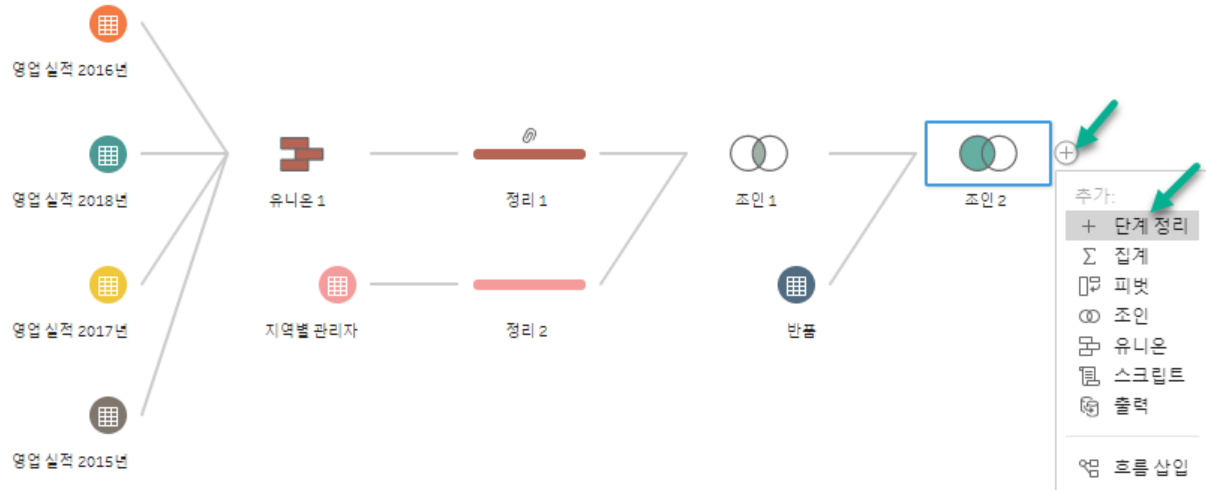 영업 실적 2016년
영업 실적 2018년
유니온 1
정리 1
조인 1
조인 2
영업 실적 2017년
지역별 관리자
정리 2
반품
영업 실적 2015년
추가:
단계 정리
집계
피벗
조인
유니온
스크립트
출력
흐름 삽입